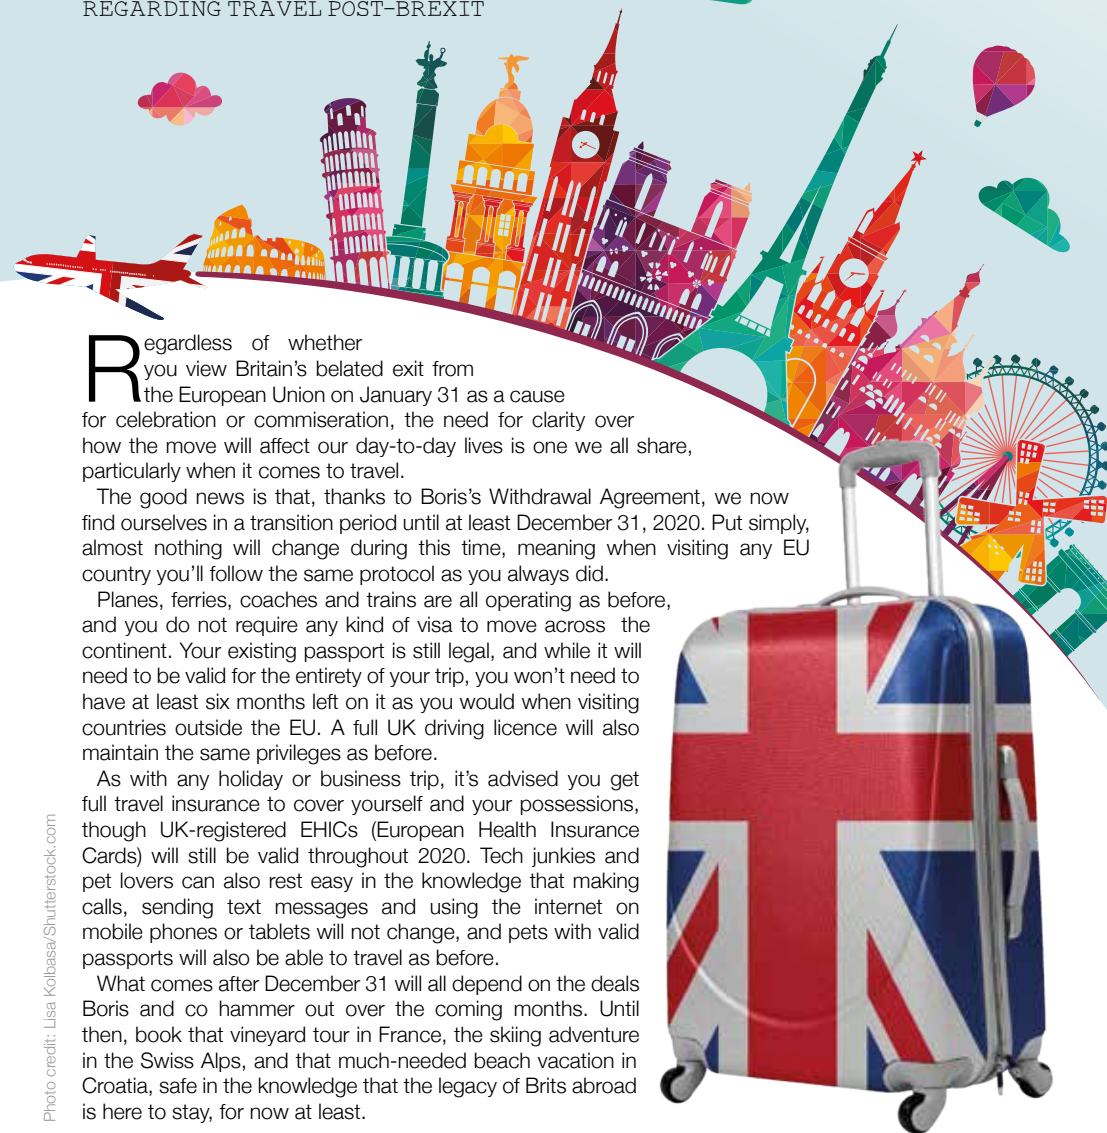 REGARDING TRAVEL POST-BREXIT
Regardless of whether
you view Britain's belated exit from
the European Union on January 31 as a cause
for celebration or commiseration, the need for clarity over
how the move will affect our day-to-day lives is one we all share,
particularly when it comes to travel.
The good news is that, thanks to Boris's Withdrawal Agreement, we now
find ourselves in a transition period until at least December 31, 2020. Put simply,
almost nothing will change during this time, meaning when visiting any EU
country you'll follow the same protocol as you always did.
Planes, ferries, coaches and trains are all operating as before,
and you do not require any kind of visa to move across the
continent. Your existing passport is still legal, and while it will
need to be valid for the entirety of your trip, you won't need to
have at least six months left on it as you would when visiting
countries outside the EU. A full UK driving licence will also
maintain the same privileges as before.
As with any holiday or business trip, it's advised you get
full travel insurance to cover yourself and your possessions,
though UK-registered EHICs (European Health Insurance
Cards) will still be valid throughout 2020. Tech junkies and
pet lovers can also rest easy in the knowledge that making
calls, sending text messages and using the internet on
mobile phones or tablets will not change, and pets with valid
passports will also be able to travel as before.
What comes after December 31 will all depend on the deals
Boris and co hammer out over the coming months. Until
then, book that vineyard tour in France, the skiing adventure
in the Swiss Alps, and that much-needed beach vacation in
Croatia, safe in the knowledge that the legacy of Brits abroad
is here to stay, for now at least.
Photo credit: Lisa Kolbasa/Shutterstock.com